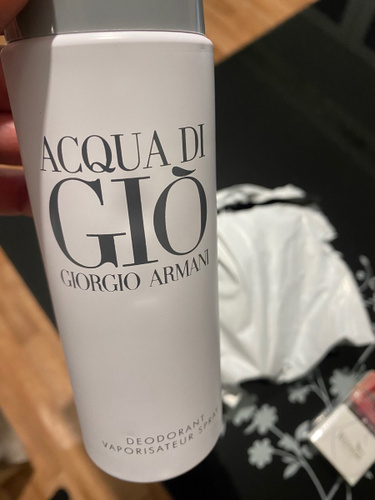 ACQUA DI
GIÒ
GIORGIO ARMANI
DEODORANT
VAPORISATEUR SPRAY